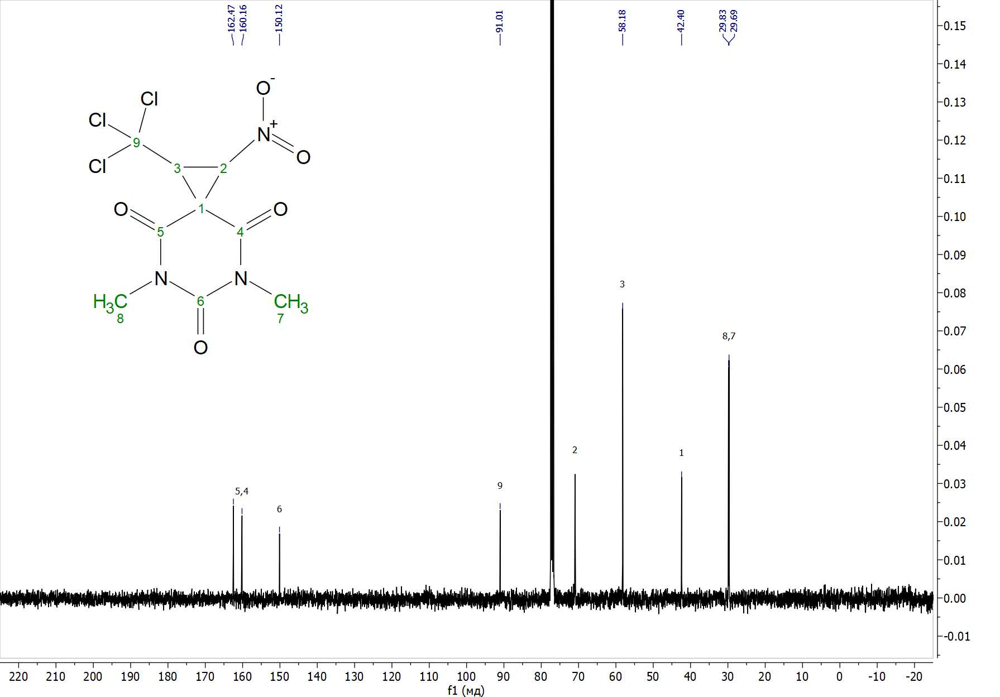 162.47
160.16
150.12
91.01
58.18
42.40
29.83
29.69
O-
Cl
Cl
N+
9
O
Cl
3
2
O
1
O
5
4
N
N
H3C
6
CH3
8
7
O
3
8,7
2
1
9
5,4
6
0.15
0.14
0.13
0.12
0.11
0.10
0.09
0.08
0.07
0.06
0.05
0.04
0.03
0.02
0.01
0.00
-0.01
220 210 200 190 180 170 160 150 140 130 120 110 100 90 80 70 60 50 40 30 20 10 0 -10 -20
f1 (мд)